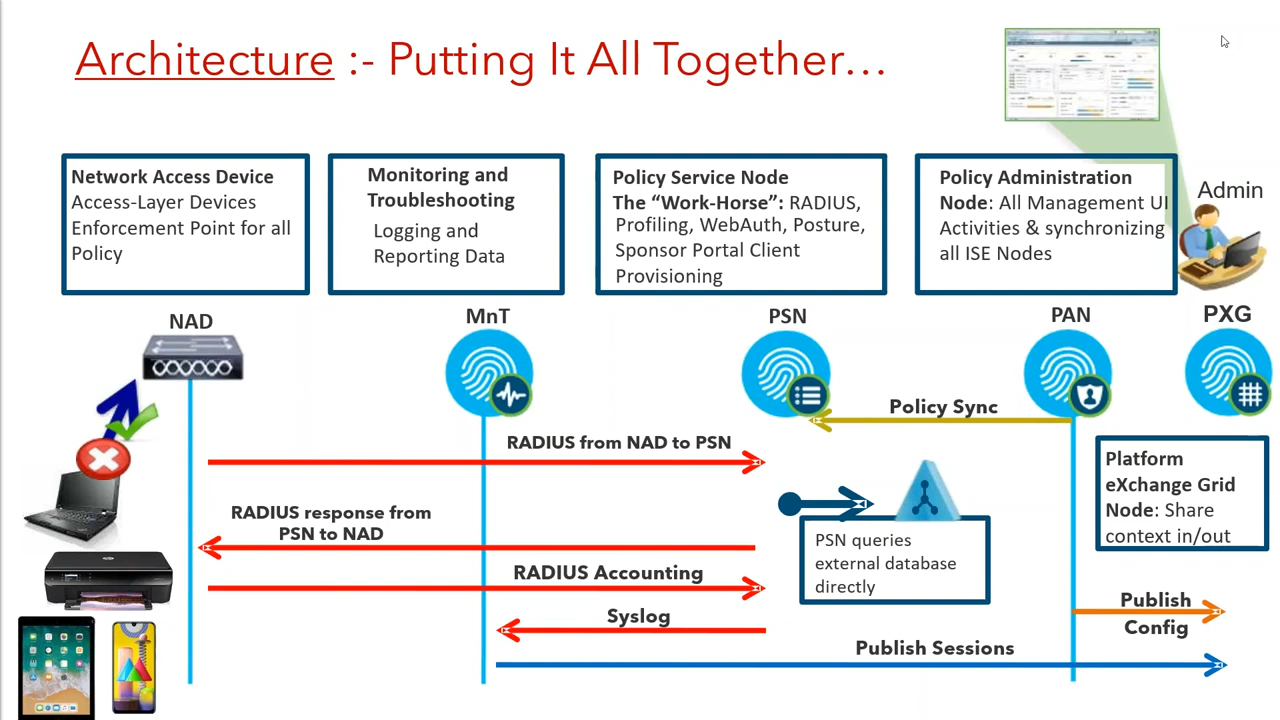 Architecture :- Putting It All Together...
Network Access Device
Access-Layer Devices
Enforcement Point for all
Policy
Monitoring and
Troubleshooting
Logging and
Reporting Data
Policy Service Node
The “Work-Horse”: RADIUS,
Profiling, WebAuth, Posture,
Sponsor Portal Client
Provisioning
Policy Administration
Node: All Management UI
Activities & synchronizing
all ISE Nodes
Admin
NAD
MnT
PSN
PAN
PXG
Policy Sync
RADIUS from NAD to PSN
Platform
eXchange Grid
Node: Share
context in/out
RADIUS response from
PSN to NAD
PSN queries
external database
directly
RADIUS Accounting
Syslog
Publish
Config
Publish Sessions